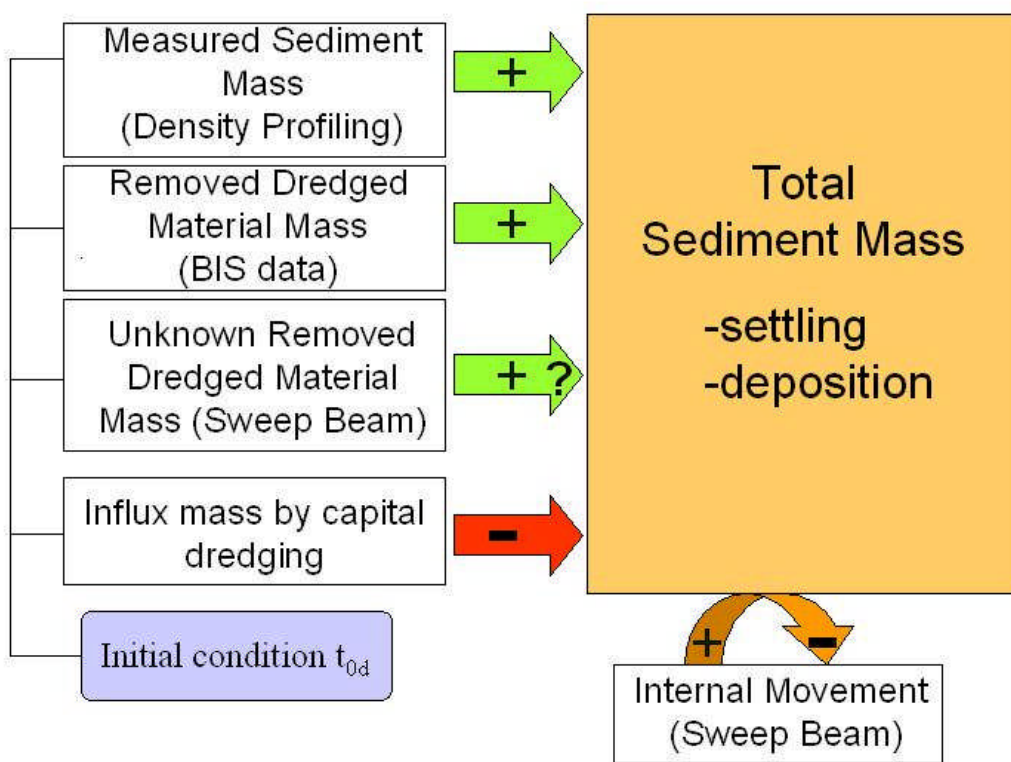 Measured Sediment
Mass
(Density Profiling)
+
Removed Dredged
Material Mass
(BIS data)
+
Unknown Removed
Dredged Material
Mass (Sweep Beam)
+ ?
Influx mass by capital
dredging
-
Initial condition t0d
Total
Sediment Mass
-settling
-deposition
+ -
Internal Movement
(Sweep Beam)